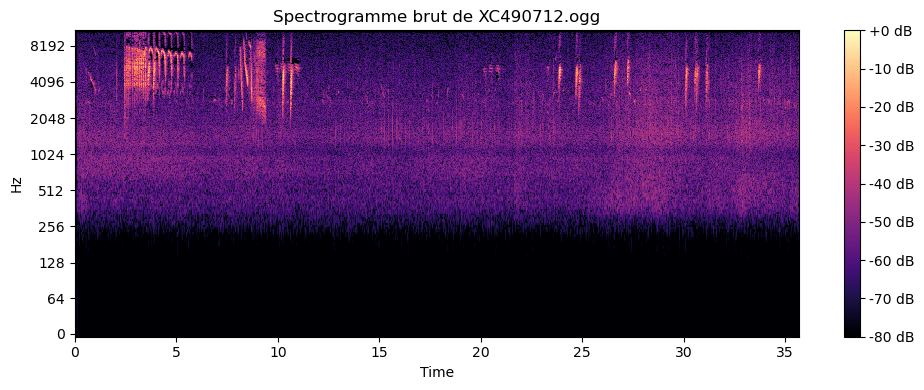 Spectrogramme brut de XC490712.ogg
8192
4096
2048
1024
512
256
128
64
0
Hz
0 5 10 15 20 25 30 35
Time
+0 dB
-10 dB
-20 dB
-30 dB
-40 dB
-50 dB
-60 dB
-70 dB
-80 dB